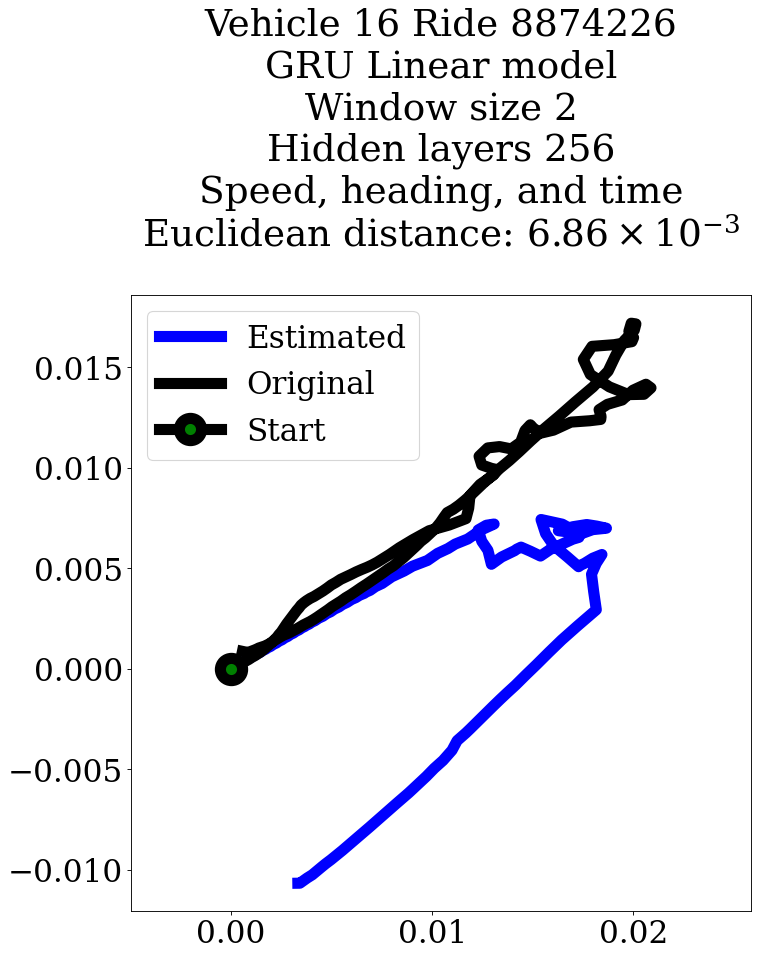 Vehicle 16 Ride 8874226
GRU Linear model
Window size 2
Hidden layers 256
Speed, heading, and time
Euclidean distance: 6.86 × 10⁻³
Estimated
Original
Start
0.015
0.010
0.005
0.000
−0.005
−0.010
0.00 0.01 0.02